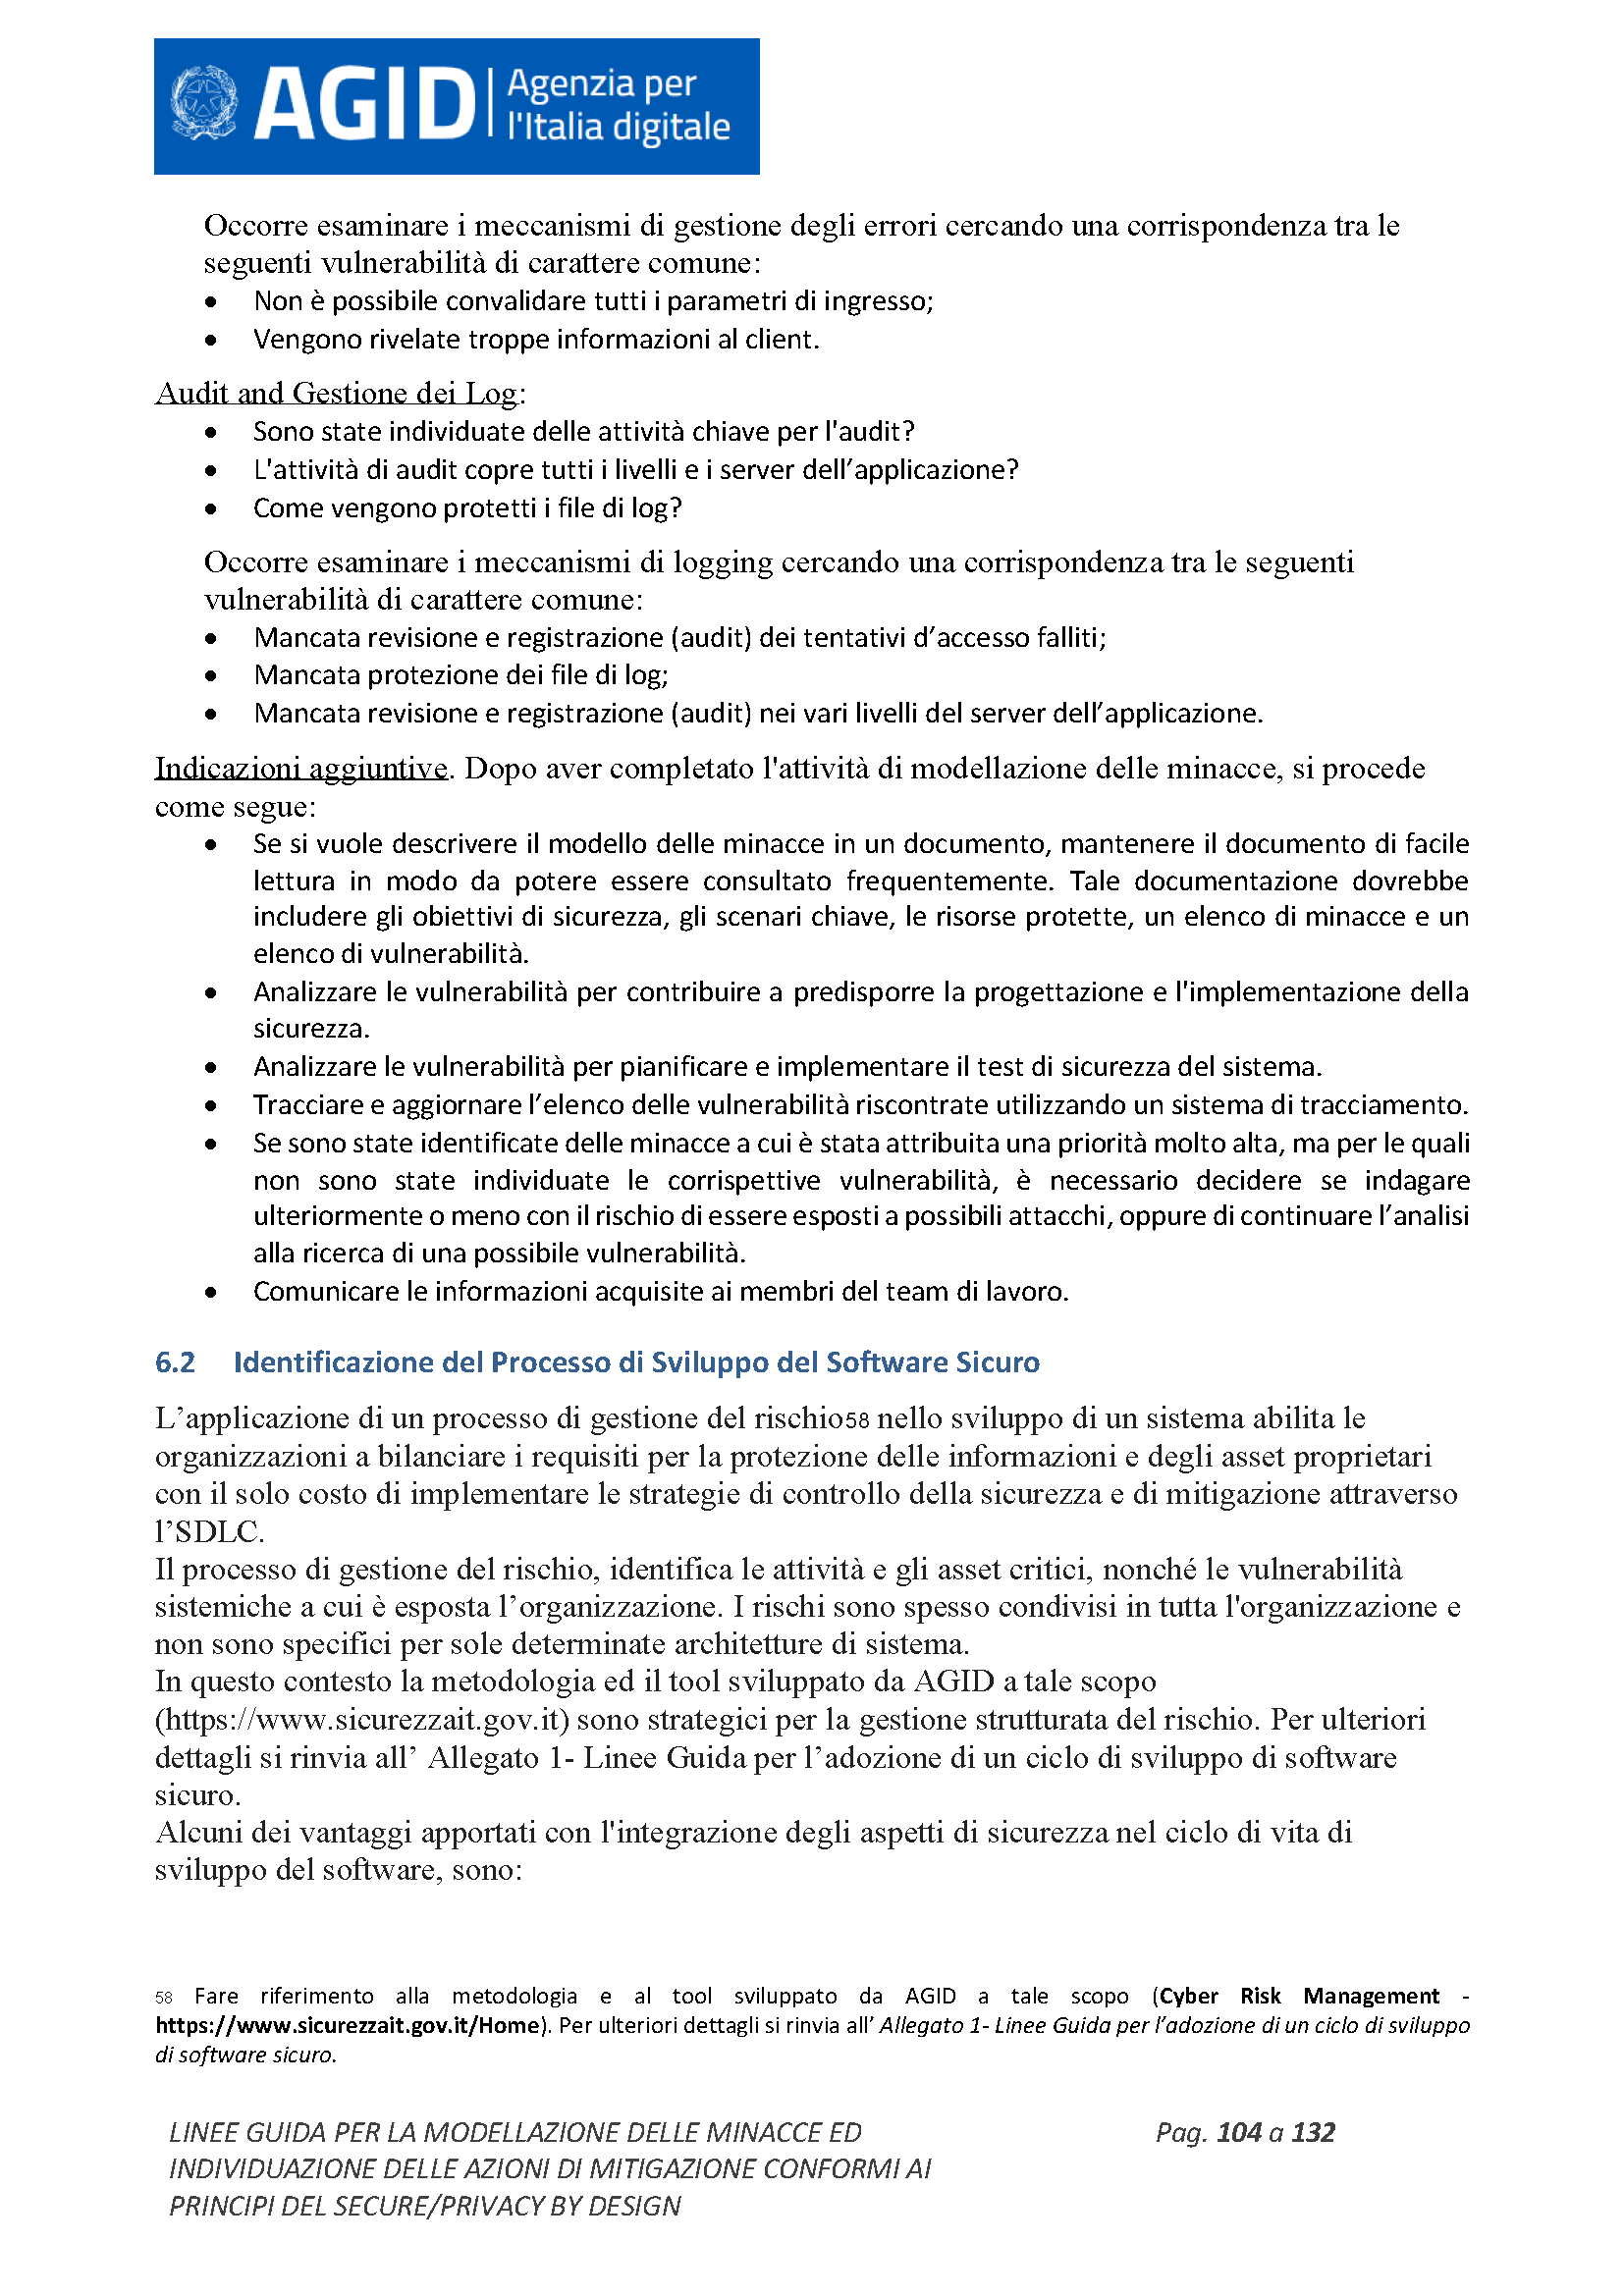 AGID Agenzia per
l'Italia digitale
Occorre esaminare i meccanismi di gestione degli errori cercando una corrispondenza tra le
seguenti vulnerabilità di carattere comune:
• Non è possibile convalidare tutti i parametri di ingresso;
• Vengono rivelate troppe informazioni al client.
Audit and Gestione dei Log:
• Sono state individuate delle attività chiave per l'audit?
• L'attività di audit copre tutti i livelli e i server dell’applicazione?
• Come vengono protetti i file di log?
Occorre esaminare i meccanismi di logging cercando una corrispondenza tra le seguenti
vulnerabilità di carattere comune:
• Mancata revisione e registrazione (audit) dei tentativi d’accesso falliti;
• Mancata protezione dei file di log;
• Mancata revisione e registrazione (audit) nei vari livelli del server dell’applicazione.
Indicazioni aggiuntive. Dopo aver completato l'attività di modellazione delle minacce, si procede
come segue:
• Se si vuole descrivere il modello delle minacce in un documento, mantenere il documento di facile
lettura in modo da potere essere consultato frequentemente. Tale documentazione dovrebbe
includere gli obiettivi di sicurezza, gli scenari chiave, le risorse protette, un elenco di minacce e un
elenco di vulnerabilità.
• Analizzare le vulnerabilità per contribuire a predisporre la progettazione e l'implementazione della
sicurezza.
• Analizzare le vulnerabilità per pianificare e implementare il test di sicurezza del sistema.
• Tracciare e aggiornare l’elenco delle vulnerabilità riscontrate utilizzando un sistema di tracciamento.
• Se sono state identificate delle minacce a cui è stata attribuita una priorità molto alta, ma per le quali
non sono state individuate le corrispettive vulnerabilità, è necessario decidere se indagare
ulteriormente o meno con il rischio di essere esposti a possibili attacchi, oppure di continuare l’analisi
alla ricerca di una possibile vulnerabilità.
• Comunicare le informazioni acquisite ai membri del team di lavoro.
6.2 Identificazione del Processo di Sviluppo del Software Sicuro
L’applicazione di un processo di gestione del rischio58 nello sviluppo di un sistema abilita le
organizzazioni a bilanciare i requisiti per la protezione delle informazioni e degli asset proprietari
con il solo costo di implementare le strategie di controllo della sicurezza e di mitigazione attraverso
l’SDLC.
Il processo di gestione del rischio, identifica le attività e gli asset critici, nonché le vulnerabilità
sistemiche a cui è esposta l’organizzazione. I rischi sono spesso condivisi in tutta l'organizzazione e
non sono specifici per sole determinate architetture di sistema.
In questo contesto la metodologia ed il tool sviluppato da AGID a tale scopo
(https://www.sicurezzait.gov.it) sono strategici per la gestione strutturata del rischio. Per ulteriori
dettagli si rinvia all’ Allegato 1- Linee Guida per l’adozione di un ciclo di sviluppo di software
sicuro.
Alcuni dei vantaggi apportati con l'integrazione degli aspetti di sicurezza nel ciclo di vita di
sviluppo del software, sono:
58 Fare riferimento alla metodologia e al tool sviluppato da AGID a tale scopo (Cyber Risk Management -
https://www.sicurezzait.gov.it/Home). Per ulteriori dettagli si rinvia all’ Allegato 1- Linee Guida per l’adozione di un ciclo di sviluppo
di software sicuro.
LINEE GUIDA PER LA MODELLAZIONE DELLE MINACCE ED Pag. 104 a 132
INDIVIDUAZIONE DELLE AZIONI DI MITIGAZIONE CONFORMI AI
PRINCIPI DEL SECURE/PRIVACY BY DESIGN